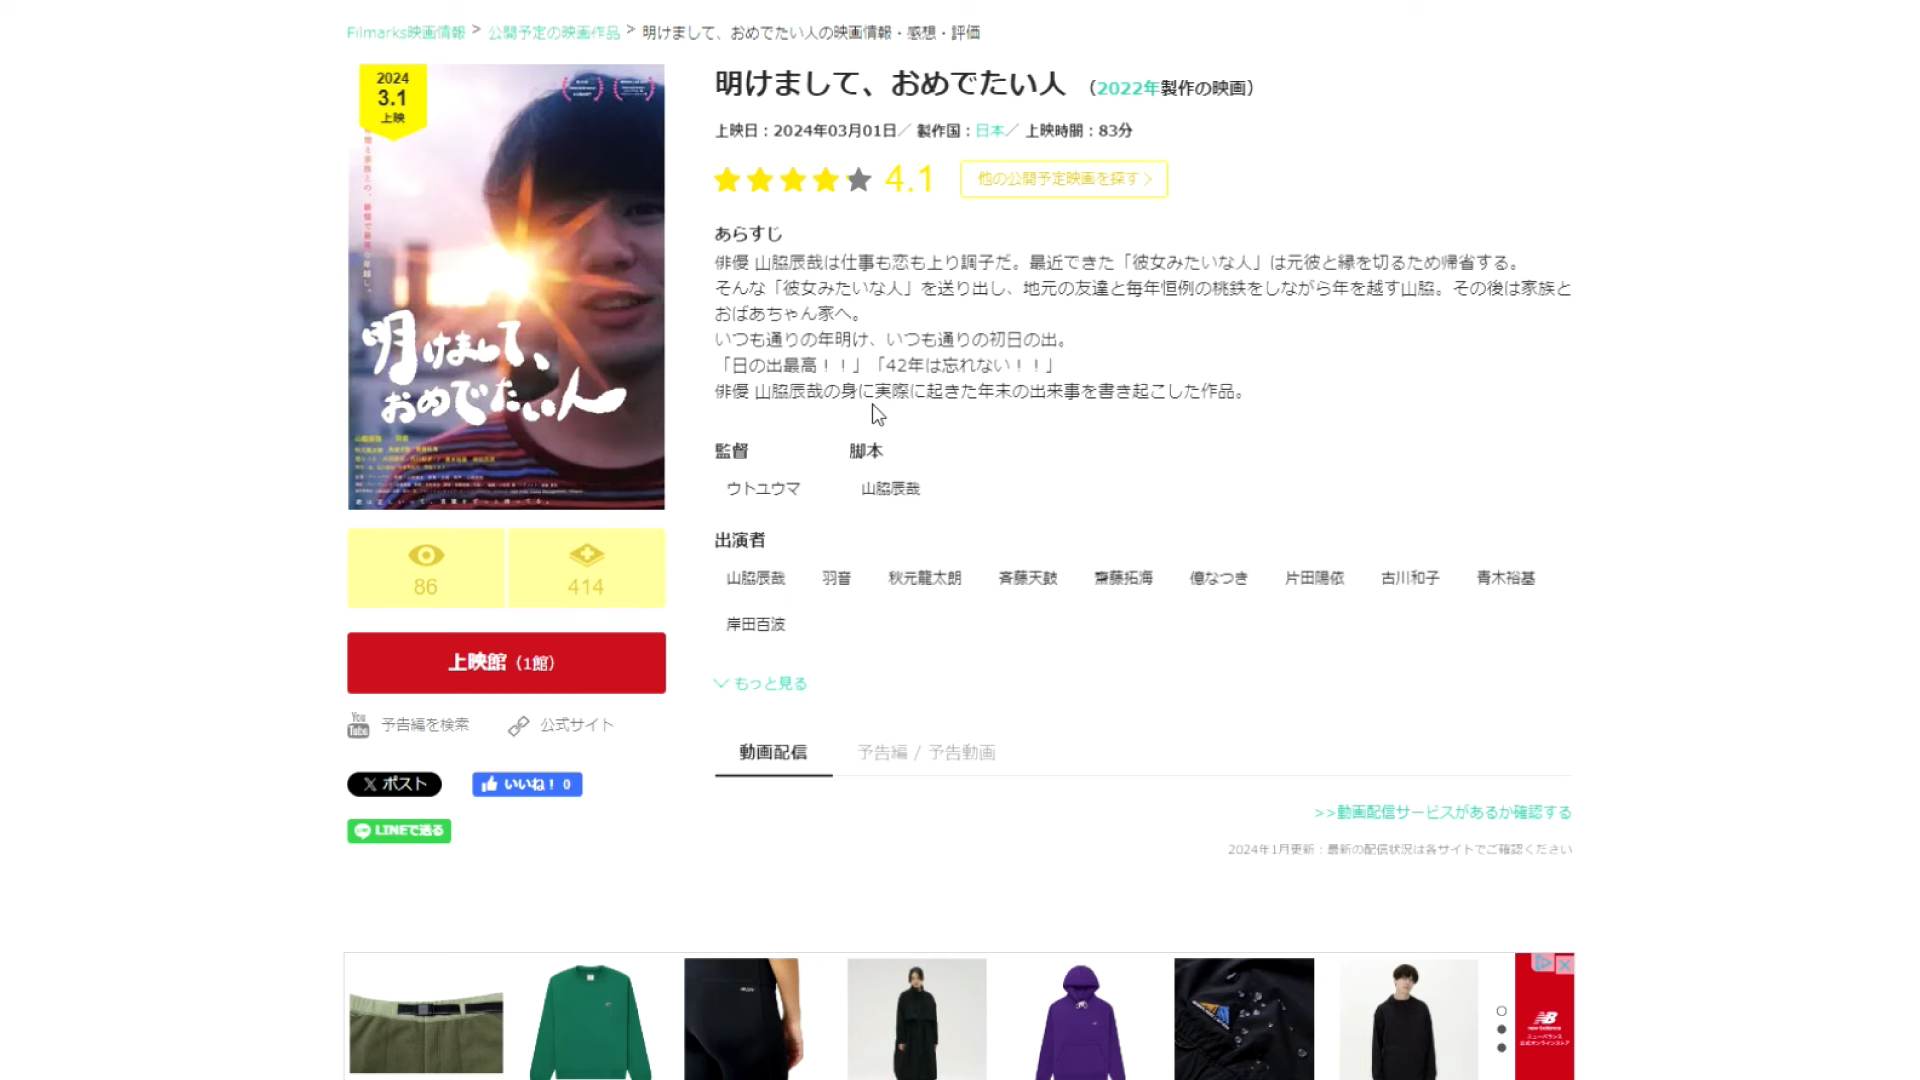 Filmarks映画情報 > 公開予定の映画作品 > 明けまして、おめでたい人の映画情報・感想・評価
2024
3.1
上映
明けまして、
おめでたい人
86
414
上映館（1館）
You Tube 予告編を検索
公式サイト
X ポスト
いいね！ 0
LINEで送る
明けまして、おめでたい人 （2022年製作の映画）
上映日：2024年03月01日／ 製作国：日本／ 上映時間：83分
4.1
他の公開予定映画を探す
あらすじ
俳優 山脇辰哉は仕事も恋も上り調子だ。最近できた「彼女みたいな人」は元彼と縁を切るため帰省する。
そんな「彼女みたいな人」を送り出し、地元の友達と毎年恒例の桃鉄をしながら年を越す山脇。その後は家族と
おばあちゃん家へ。
いつも通りの年明け、いつも通りの初日の出。
「日の出最高！！」「42年は忘れない！！」
俳優 山脇辰哉の身に実際に起きた年末の出来事を書き起こした作品。
監督 脚本
ウトユウマ 山脇辰哉
出演者
山脇辰哉 羽音 秋元龍太朗 斉藤天鼓 齋藤拓海 億なつき 片田陽依 古川和子 青木裕基
岸田百波
もっと見る
動画配信 予告編 / 予告動画
>>動画配信サービスがあるか確認する
2024年1月更新：最新の配信状況は各サイトでご確認ください
new balance
ニューバランス
公式オンラインストア